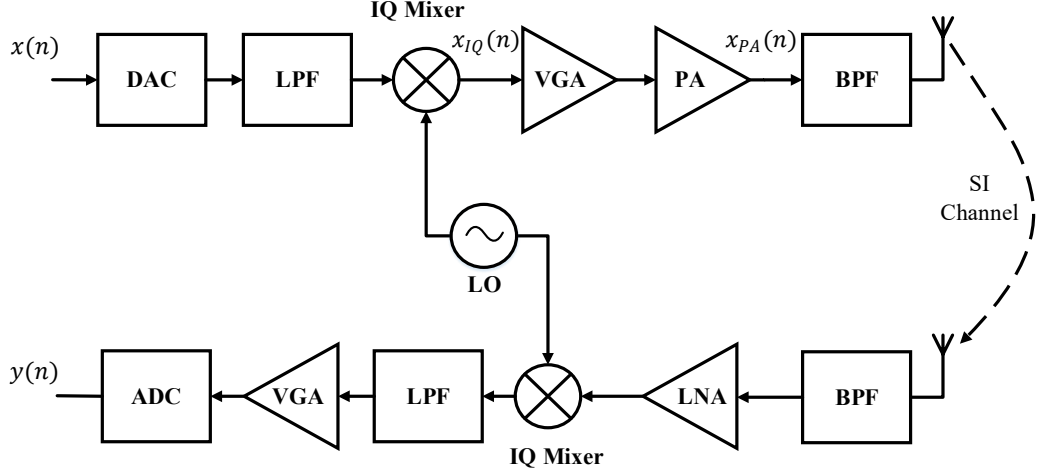 IQ Mixer
x(n)
DAC
LPF
x_{IQ}(n)
VGA
PA
x_{PA}(n)
BPF
SI
Channel
LO
y(n)
ADC
VGA
LPF
IQ Mixer
LNA
BPF